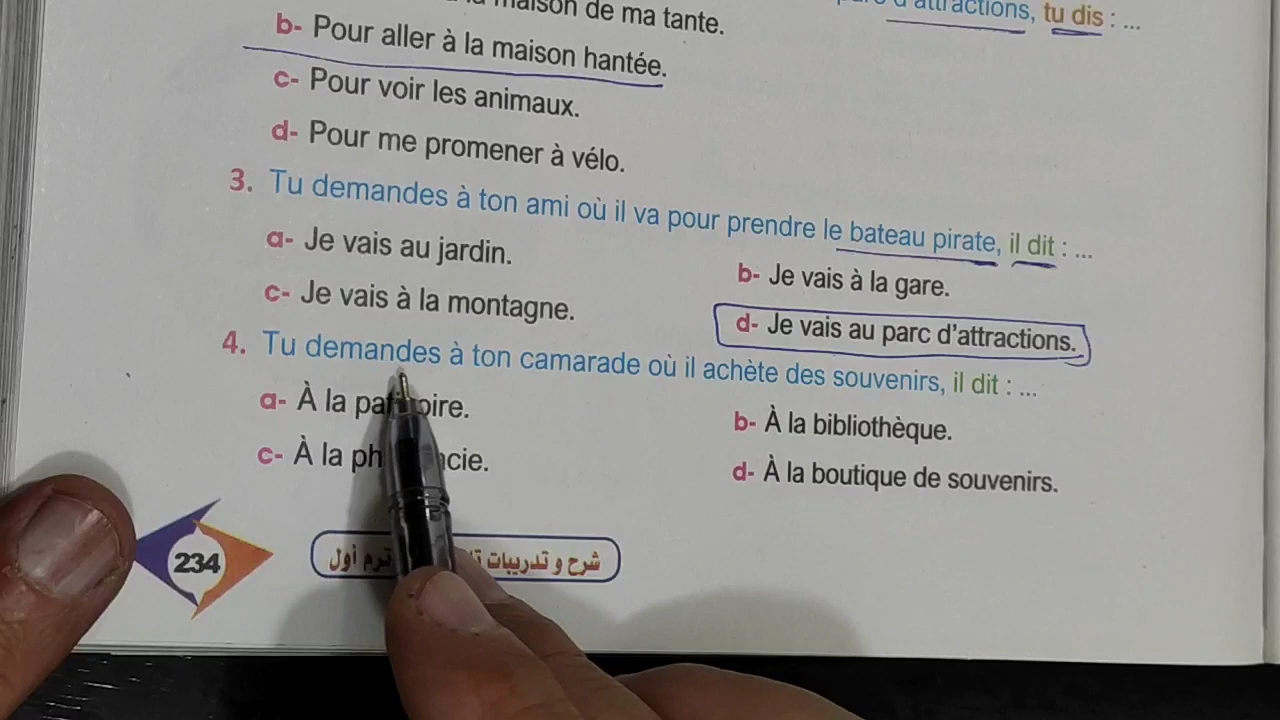 maison de ma tante.
d'attractions, tu dis : ...
b- Pour aller à la maison hantée.
c- Pour voir les animaux.
d- Pour me promener à vélo.
3. Tu demandes à ton ami où il va pour prendre le bateau pirate, il dit : ...
a- Je vais au jardin.
b- Je vais à la gare.
c- Je vais à la montagne.
d- Je vais au parc d'attractions.
4. Tu demandes à ton camarade où il achète des souvenirs, il dit : ...
a- À la patinoire.
b- À la bibliothèque.
c- À la pharmacie.
d- À la boutique de souvenirs.
234
شرح و تدريبات ترم أول